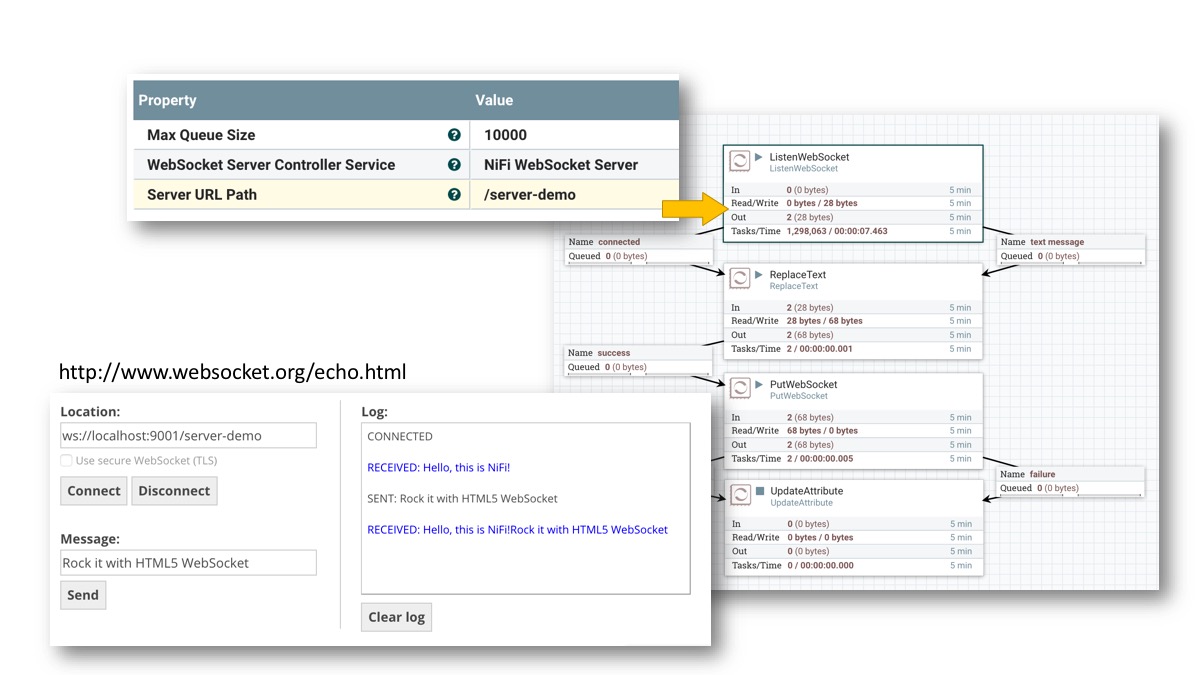 Property Value
Max Queue Size ? 10000
WebSocket Server Controller Service ? NiFi WebSocket Server
Server URL Path ? /server-demo
ListenWebSocket
ListenWebSocket
In 0 (0 bytes) 5 min
Read/Write 0 bytes / 28 bytes 5 min
Out 2 (28 bytes) 5 min
Tasks/Time 1,298,063 / 00:00:07.463 5 min
Name connected
Queued 0 (0 bytes)
Name text message
Queued 0 (0 bytes)
ReplaceText
ReplaceText
In 2 (28 bytes) 5 min
Read/Write 28 bytes / 68 bytes 5 min
Out 2 (68 bytes) 5 min
Tasks/Time 2 / 00:00:00.001 5 min
Name success
Queued 0 (0 bytes)
PutWebSocket
PutWebSocket
In 2 (68 bytes) 5 min
Read/Write 68 bytes / 0 bytes 5 min
Out 2 (68 bytes) 5 min
Tasks/Time 2 / 00:00:00.005 5 min
Name failure
Queued 0 (0 bytes)
UpdateAttribute
UpdateAttribute
In 0 (0 bytes) 5 min
Read/Write 0 bytes / 0 bytes 5 min
Out 0 (0 bytes) 5 min
Tasks/Time 0 / 00:00:00.000 5 min
http://www.websocket.org/echo.html
Location:
ws://localhost:9001/server-demo
Use secure WebSocket (TLS)
Connect Disconnect
Message:
Rock it with HTML5 WebSocket
Send
Log:
CONNECTED
RECEIVED: Hello, this is NiFi!
SENT: Rock it with HTML5 WebSocket
RECEIVED: Hello, this is NiFi!Rock it with HTML5 WebSocket
Clear log